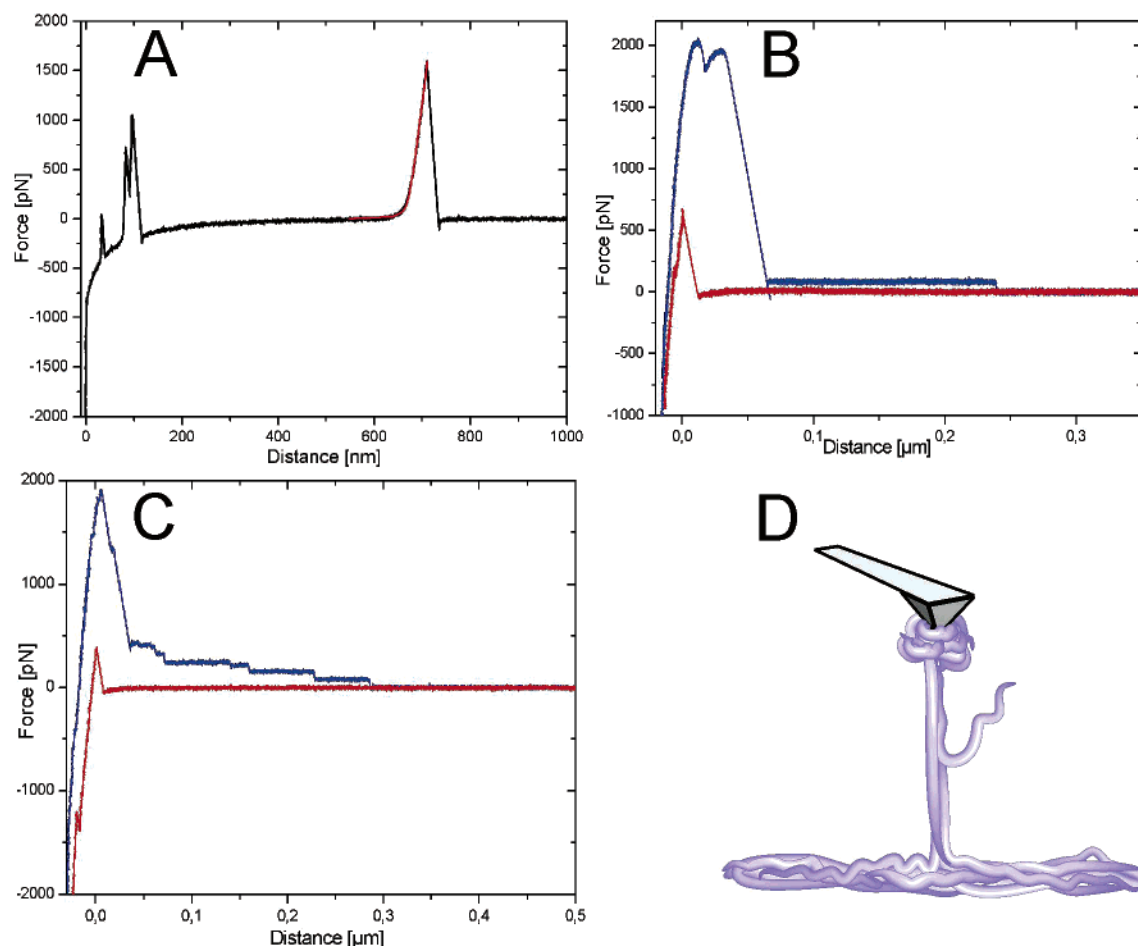 A
2000
1500
1000
500
0
-500
-1000
-1500
-2000
Force [pN]
0 200 400 600 800 1000
Distance [nm]
B
2000
1500
1000
500
0
-500
-1000
Force [pN]
0,0 0,1 0,2 0,3
Distance [µm]
C
2000
1000
0
-1000
-2000
Force [pN]
0,0 0,1 0,2 0,3 0,4 0,5
Distance [µm]
D